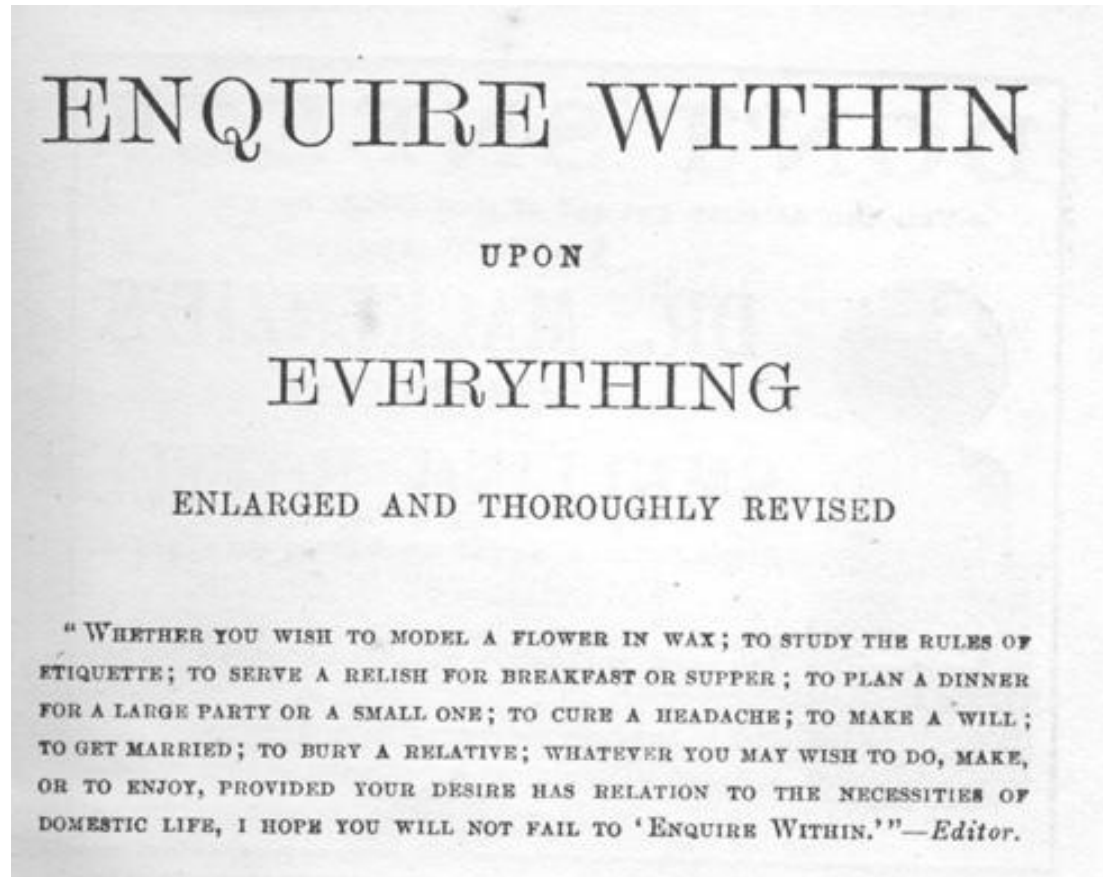 ENQUIRE WITHIN
UPON
EVERYTHING
ENLARGED AND THOROUGHLY REVISED
“WHETHER YOU WISH TO MODEL A FLOWER IN WAX; TO STUDY THE RULES OF
ETIQUETTE; TO SERVE A RELISH FOR BREAKFAST OR SUPPER; TO PLAN A DINNER
FOR A LARGE PARTY OR A SMALL ONE; TO CURE A HEADACHE; TO MAKE A WILL;
TO GET MARRIED; TO BURY A RELATIVE; WHATEVER YOU MAY WISH TO DO, MAKE,
OR TO ENJOY, PROVIDED YOUR DESIRE HAS RELATION TO THE NECESSITIES OF
DOMESTIC LIFE, I HOPE YOU WILL NOT FAIL TO ‘ENQUIRE WITHIN.’”—Editor.